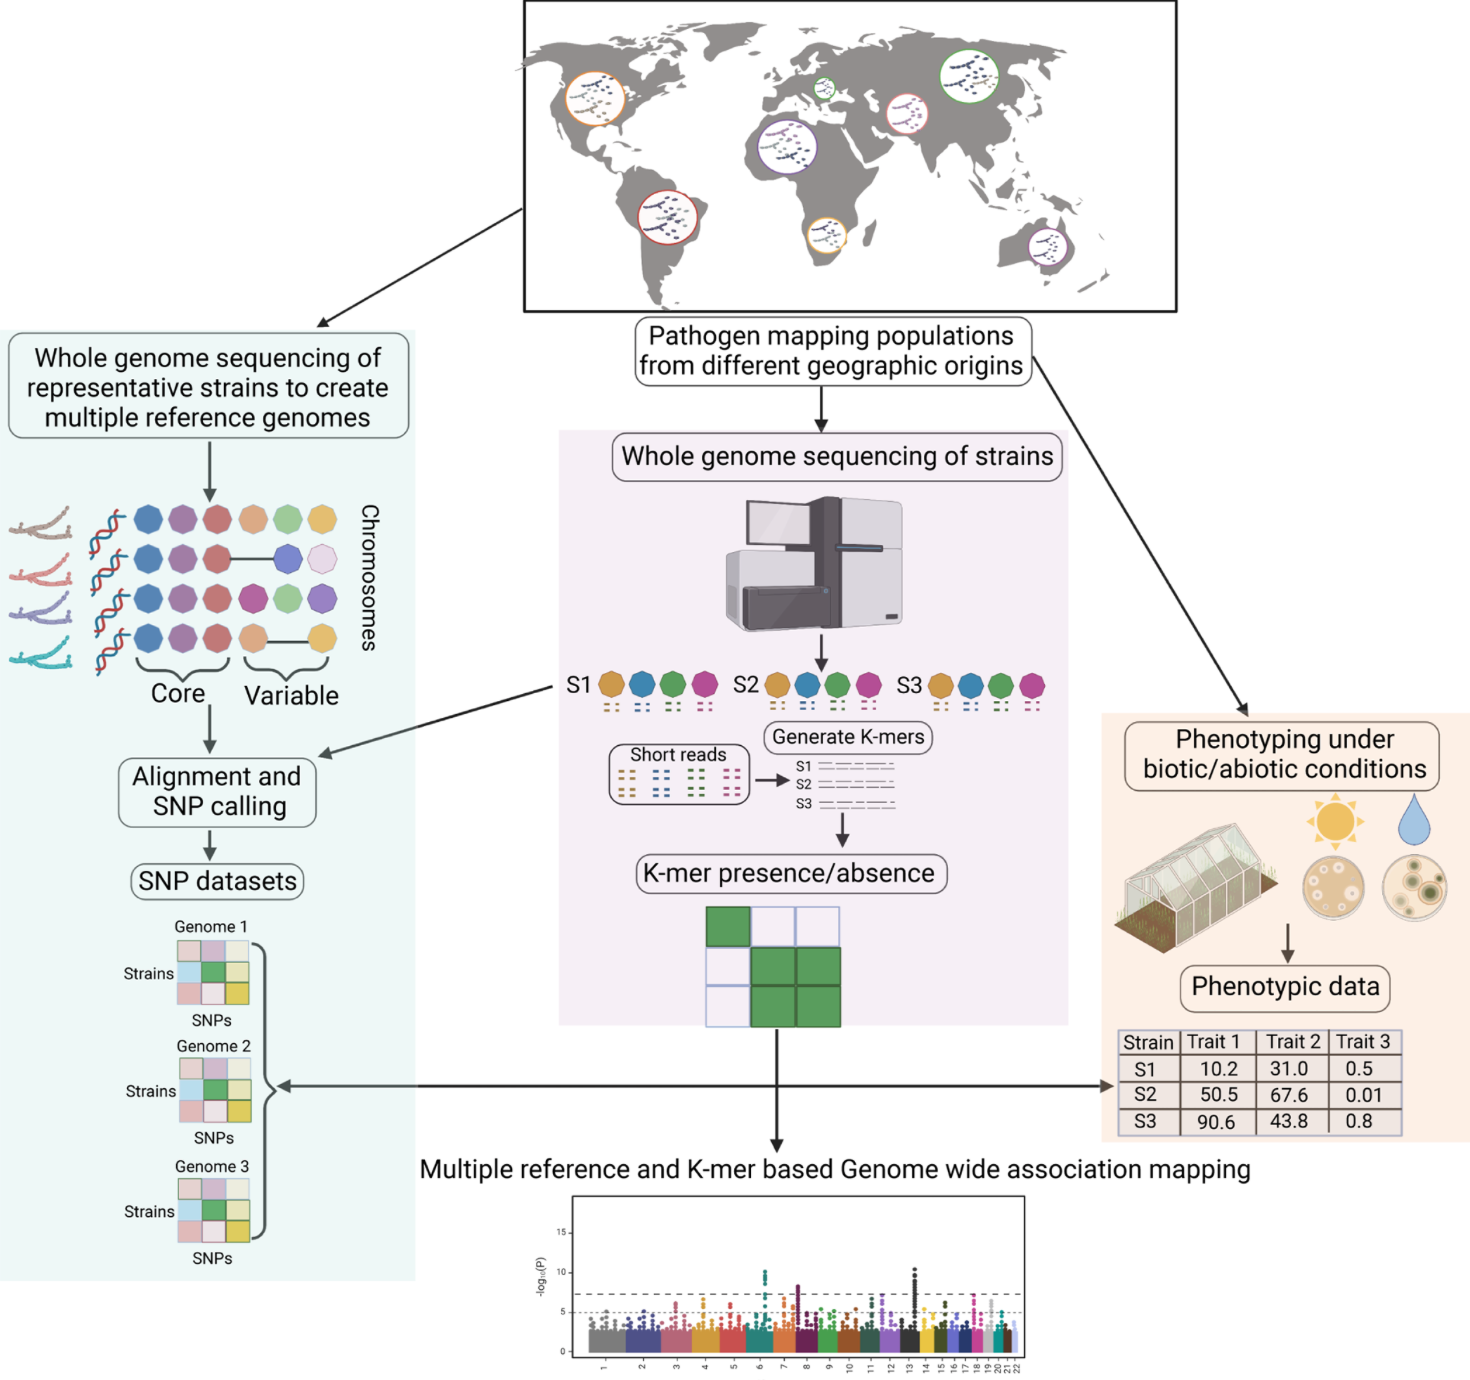 Pathogen mapping populations
from different geographic origins
Whole genome sequencing of
representative strains to create
multiple reference genomes
Chromosomes
Core
Variable
Alignment and
SNP calling
SNP datasets
Genome 1
Strains
SNPs
Genome 2
Strains
SNPs
Genome 3
Strains
SNPs
Whole genome sequencing of strains
S1
S2
S3
Generate K-mers
Short reads
S1
S2
S3
K-mer presence/absence
Phenotyping under
biotic/abiotic conditions
Phenotypic data
Strain Trait 1 Trait 2 Trait 3
S1 10.2 31.0 0.5
S2 50.5 67.6 0.01
S3 90.6 43.8 0.8
Multiple reference and K-mer based Genome wide association mapping
-log₁₀(P)
15
10
5
0
1 2 3 4 5 6 7 8 9 10 11 12 13 14 15 16 17 18 19 20 21 22